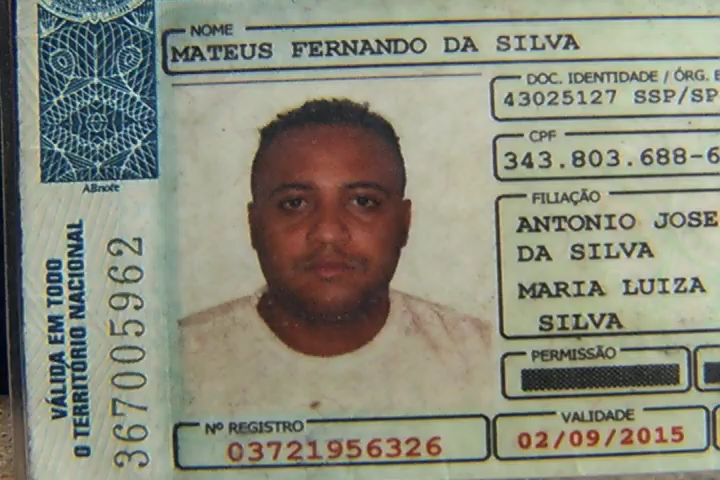 NOME
MATEUS FERNANDO DA SILVA
DOC. IDENTIDADE / ÓRG. E
43025127 SSP/SP
CPF
343.803.688-6
FILIAÇÃO
ANTONIO JOSE
DA SILVA
MARIA LUIZA
SILVA
PERMISSÃO
Nº REGISTRO
03721956326
VALIDADE
02/09/2015
ABnote
VÁLIDA EM TODO
O TERRITÓRIO NACIONAL
367005962